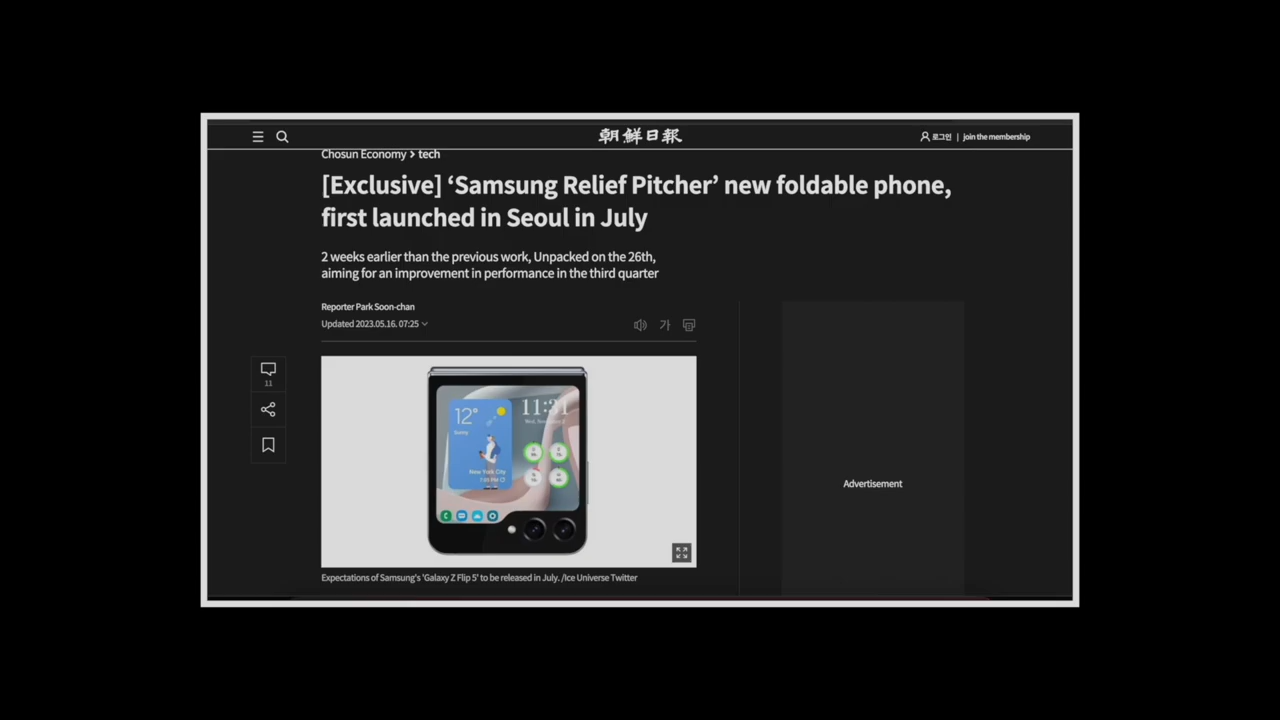 朝鮮日報
로그인 | join the membership
Chosun Economy > tech
[Exclusive] ‘Samsung Relief Pitcher’ new foldable phone,
first launched in Seoul in July
2 weeks earlier than the previous work, Unpacked on the 26th,
aiming for an improvement in performance in the third quarter
Reporter Park Soon-chan
Updated 2023.05.16. 07:25
가
11
12°
Sunny
New York City
11:31
Advertisement
Expectations of Samsung's 'Galaxy Z Flip 5' to be released in July. /Ice Universe Twitter